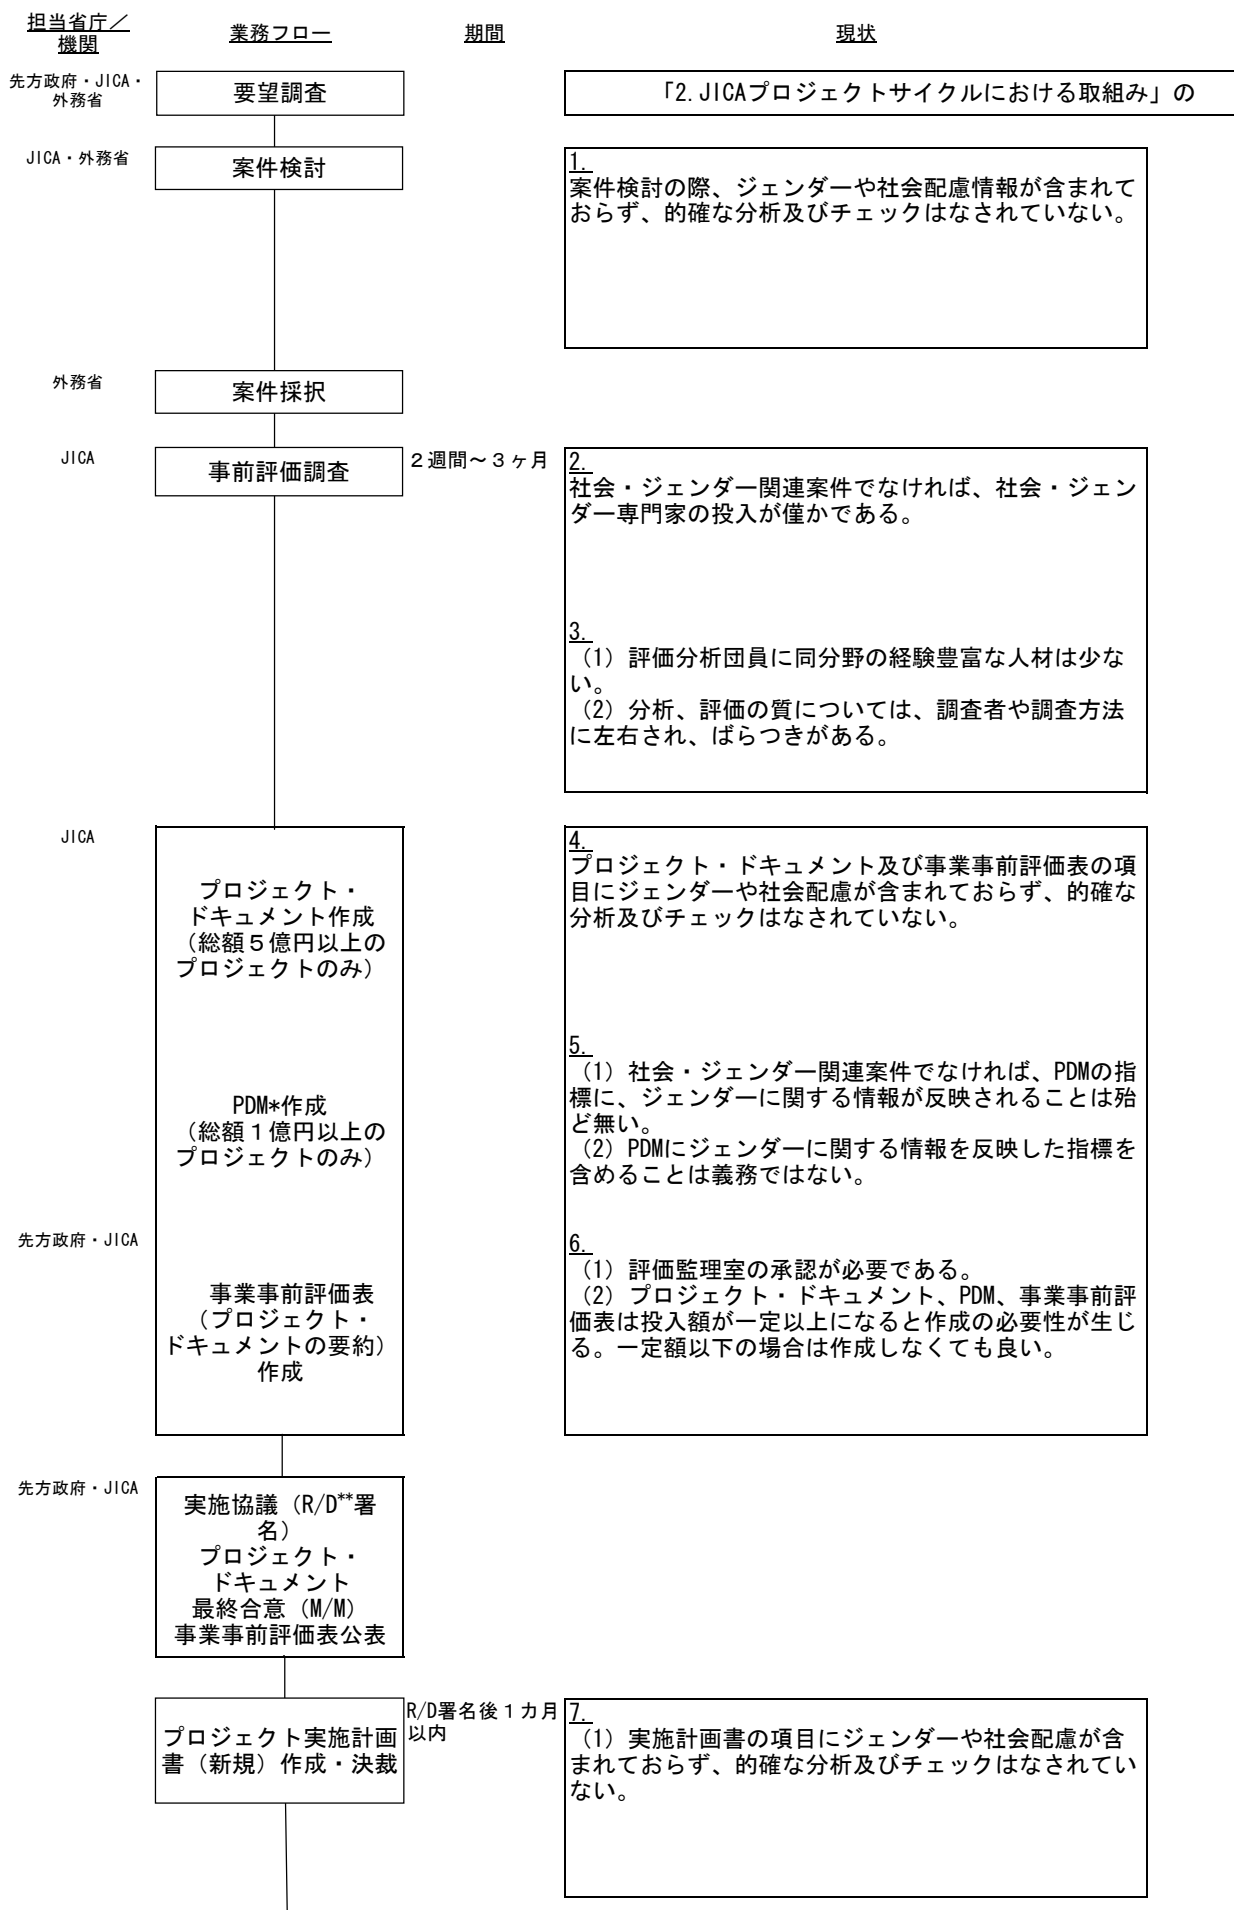 担当省庁／
機関
業務フロー
期間
現状
先方政府・JICA・
外務省
要望調査
「2.JICAプロジェクトサイクルにおける取組み」の
JICA・外務省
案件検討
1.
案件検討の際、ジェンダーや社会配慮情報が含まれて
おらず、的確な分析及びチェックはなされていない。
外務省
案件採択
JICA
事前評価調査
２週間～３ヶ月
2.
社会・ジェンダー関連案件でなければ、社会・ジェン
ダー専門家の投入が僅かである。
3.
（1）評価分析団員に同分野の経験豊富な人材は少な
い。
（2）分析、評価の質については、調査者や調査方法
に左右され、ばらつきがある。
JICA
プロジェクト・
ドキュメント作成
（総額５億円以上の
プロジェクトのみ）
4.
プロジェクト・ドキュメント及び事業事前評価表の項
目にジェンダーや社会配慮が含まれておらず、的確な
分析及びチェックはなされていない。
PDM*作成
（総額１億円以上の
プロジェクトのみ）
5.
（1）社会・ジェンダー関連案件でなければ、PDMの指
標に、ジェンダーに関する情報が反映されることは殆
ど無い。
（2）PDMにジェンダーに関する情報を反映した指標を
含めることは義務ではない。
先方政府・JICA
事業事前評価表
（プロジェクト・
ドキュメントの要約）
作成
6.
（1）評価監理室の承認が必要である。
（2）プロジェクト・ドキュメント、PDM、事業事前評
価表は投入額が一定以上になると作成の必要性が生じ
る。一定額以下の場合は作成しなくても良い。
先方政府・JICA
実施協議（R/D**署
名）
プロジェクト・
ドキュメント
最終合意（M/M）
事業事前評価表公表
プロジェクト実施計画
書（新規）作成・決裁
R/D署名後１カ月
以内
7.
（1）実施計画書の項目にジェンダーや社会配慮が含
まれておらず、的確な分析及びチェックはなされてい
ない。